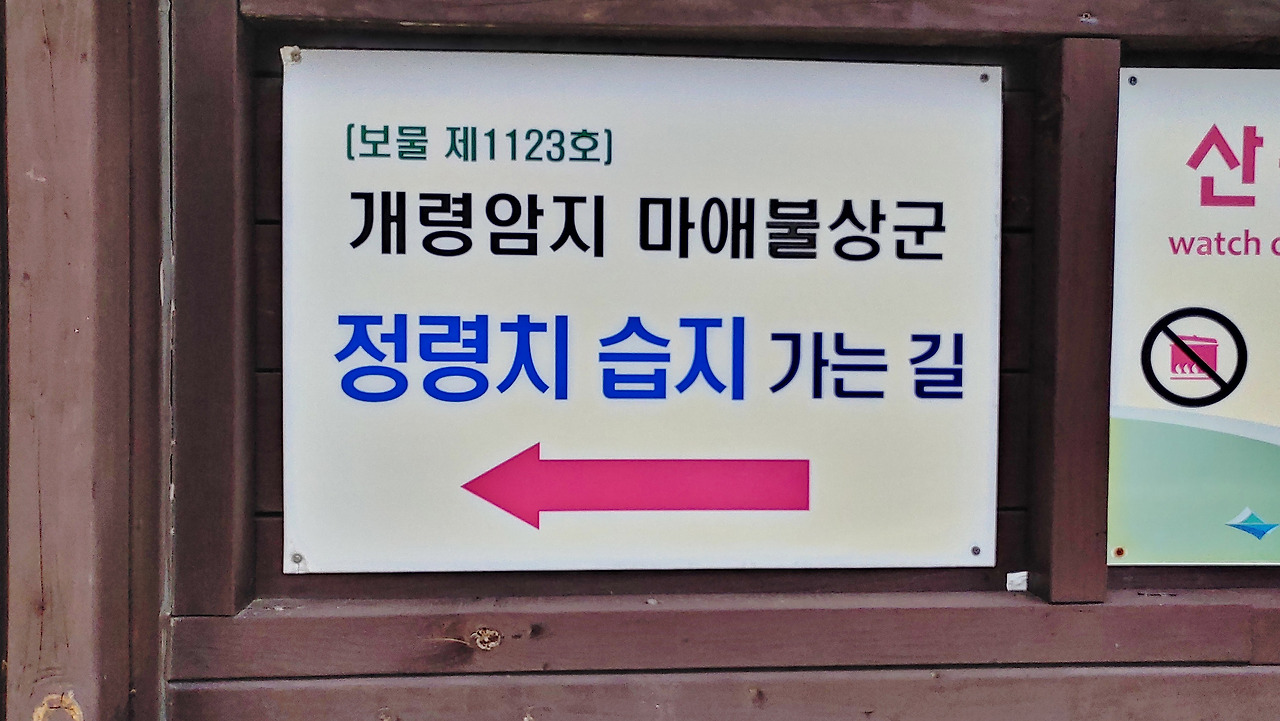 [보물 제1123호]
개령암지 마애불상군
정령치 습지 가는 길
산
watch